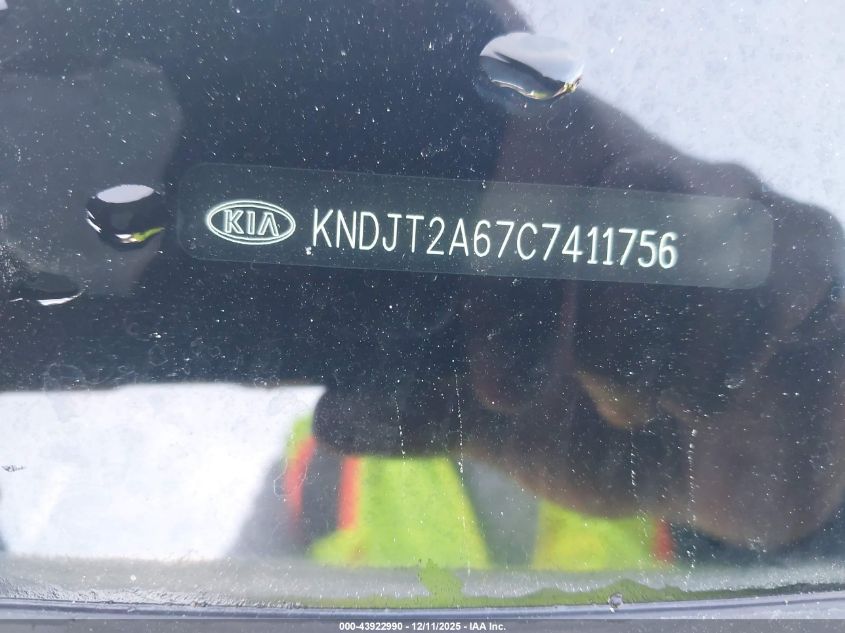 KIA KNDJT2A67C7411756
000-43922990 - 12/11/2025 - IAA Inc.